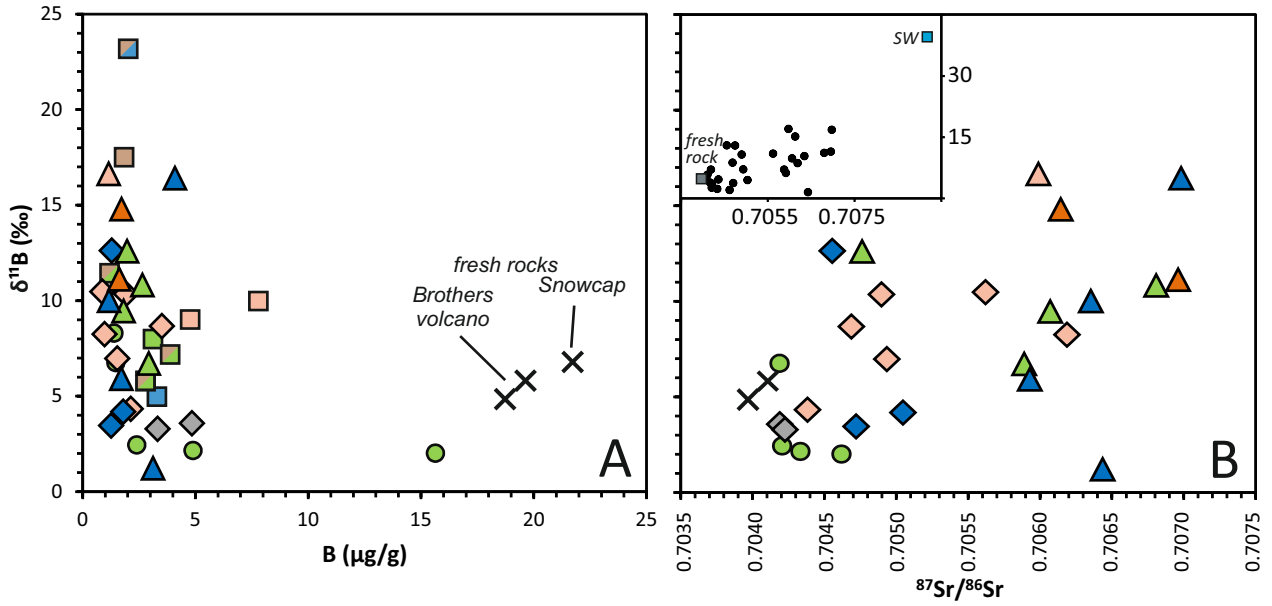 δ¹¹B (‰)
25
20
15
10
5
0
0
5
10
15
20
25
B (µg/g)
fresh rocks
Snowcap
Brothers
volcano
A
SW
30
15
fresh
rock
0.7055
0.7075
B
0.7035
0.7040
0.7045
0.7050
0.7055
0.7060
0.7065
0.7070
0.7075
⁸⁷Sr/⁸⁶Sr